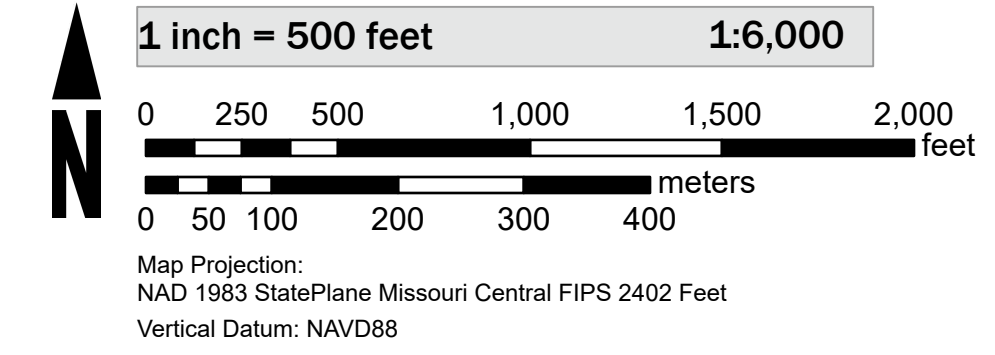 1 inch = 500 feet 1:6,000
0 250 500 1,000 1,500 2,000
feet
meters
0 50 100 200 300 400
N
Map Projection:
NAD 1983 StatePlane Missouri Central FIPS 2402 Feet
Vertical Datum: NAVD88